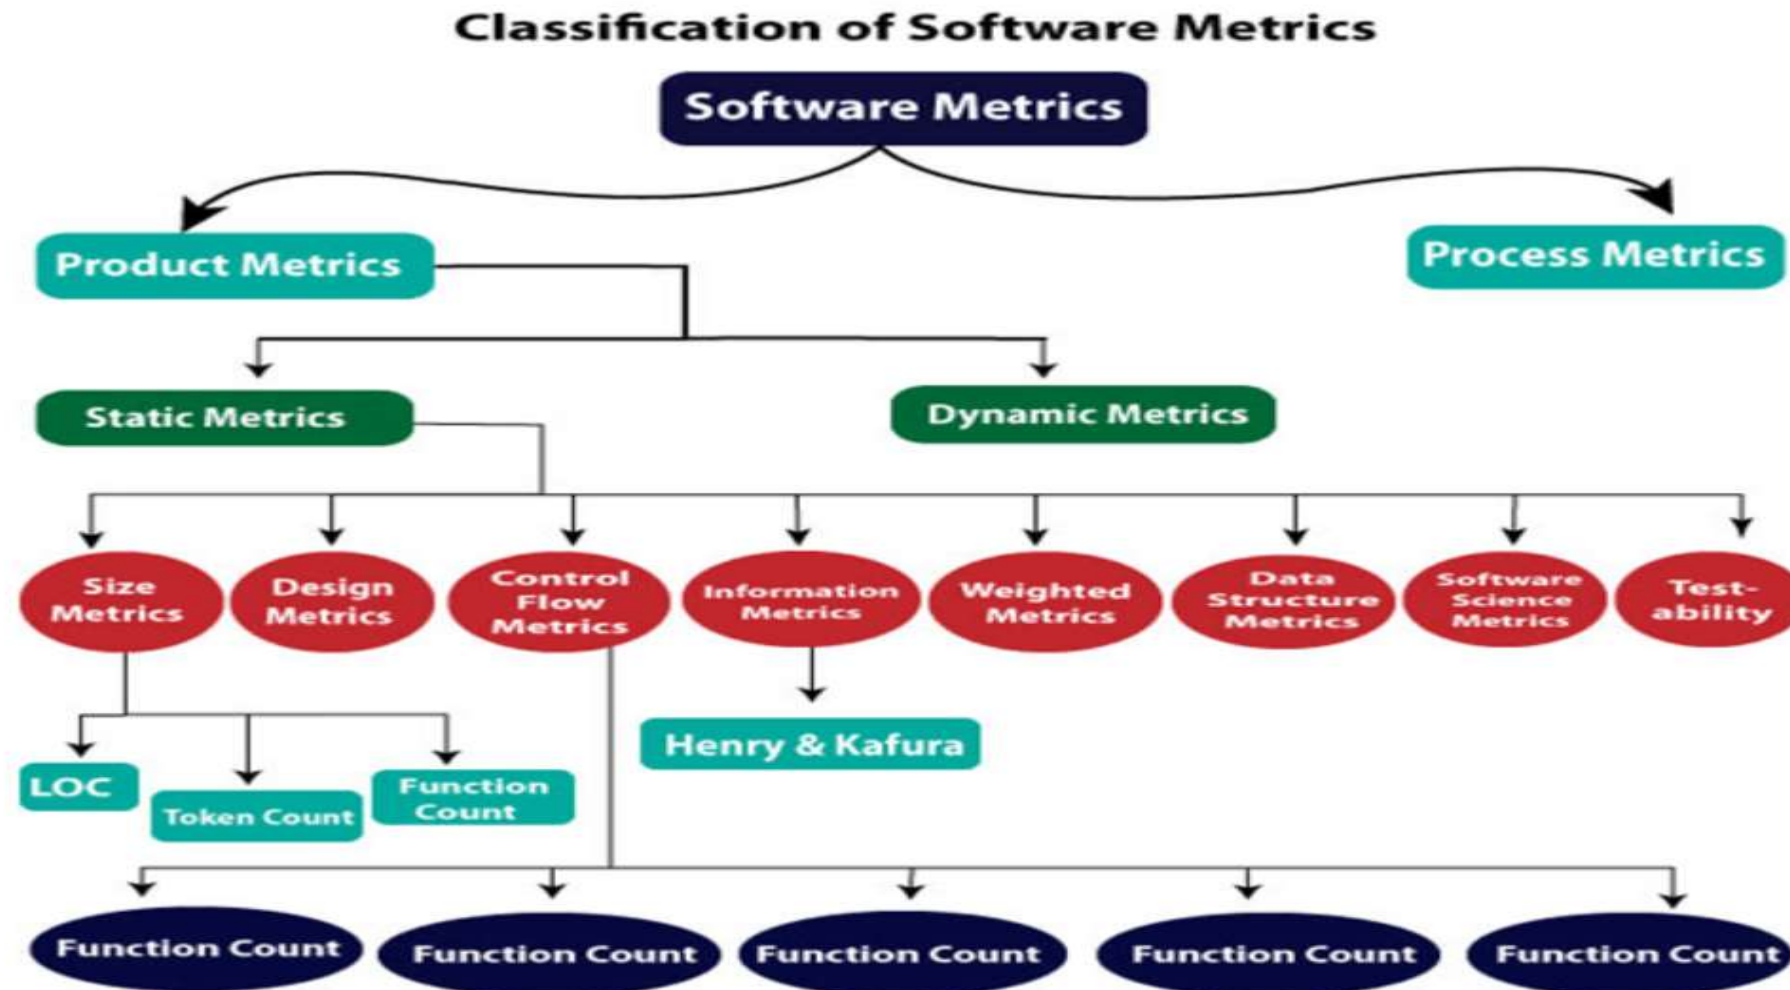 Classification of Software Metrics
Software Metrics
Product Metrics
Process Metrics
Static Metrics
Dynamic Metrics
Size
Metrics
Design
Metrics
Control
Flow
Metrics
Information
Metrics
Weighted
Metrics
Data
Structure
Metrics
Software
Science
Metrics
Test-
ability
Henry & Kafura
LOC
Token Count
Function
Count
Function Count
Function Count
Function Count
Function Count
Function Count